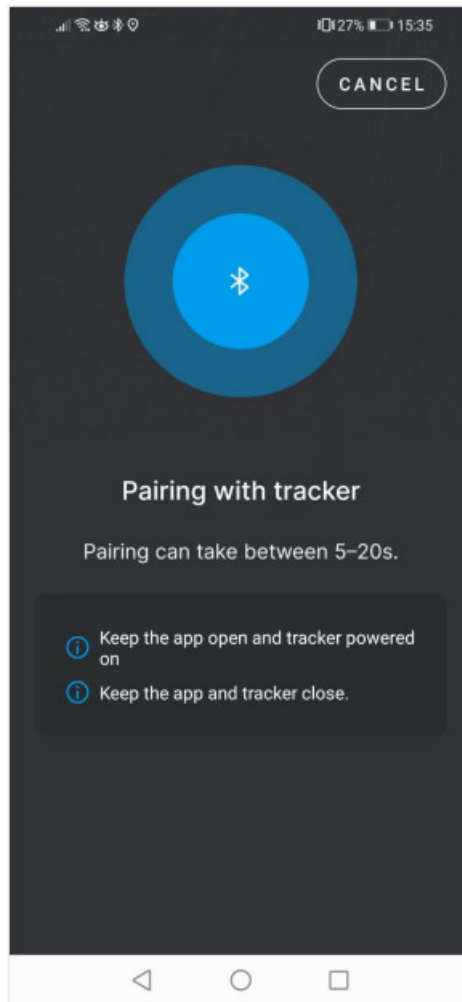 27% 15:35
CANCEL
Pairing with tracker
Pairing can take between 5–20s.
Keep the app open and tracker powered
on
Keep the app and tracker close.